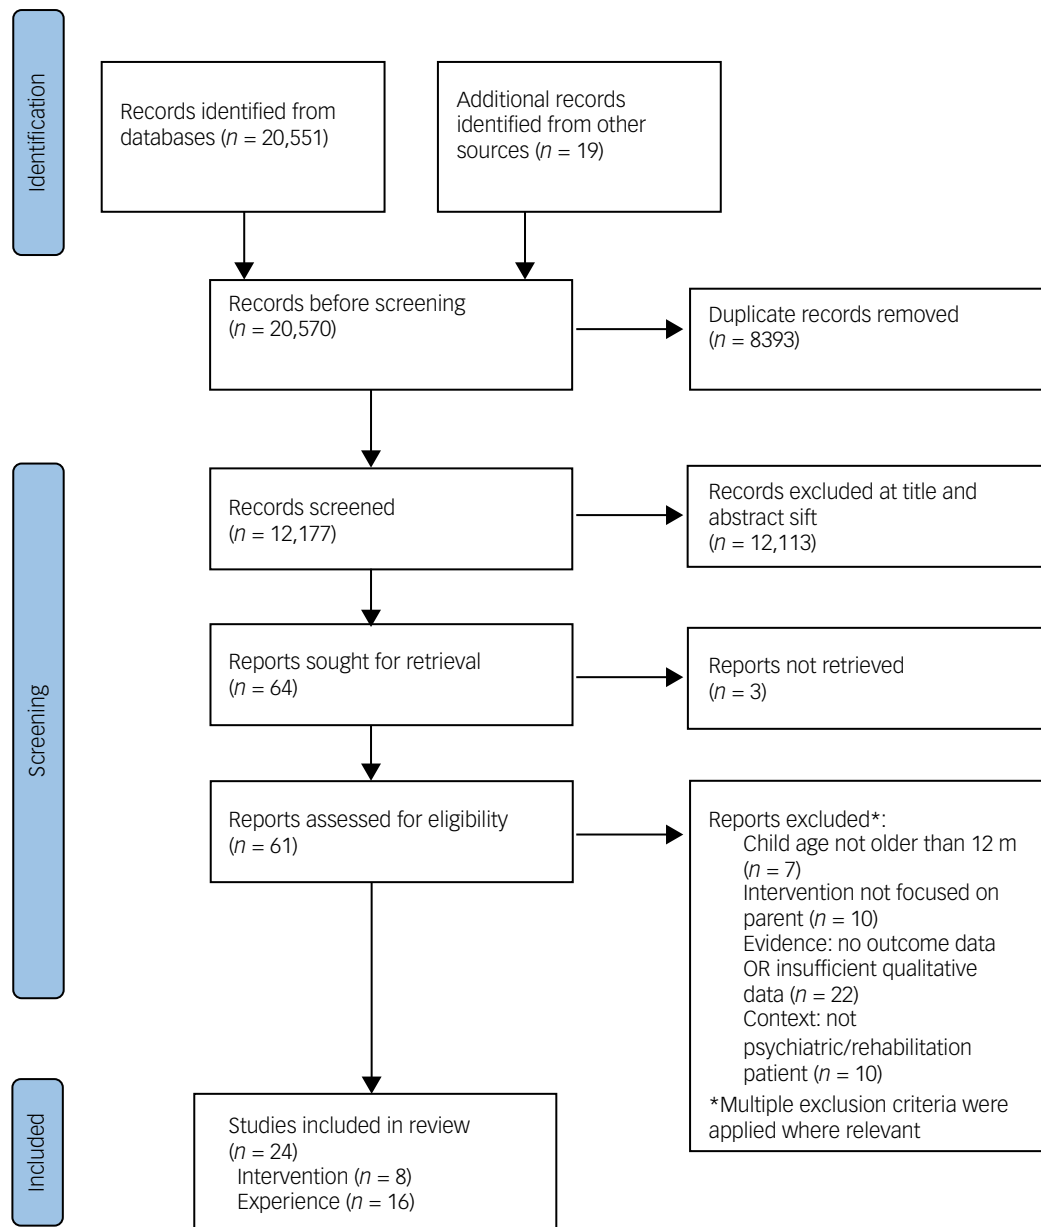 Identification
Records identified from
databases (n = 20,551)
Additional records
identified from other
sources (n = 19)
Records before screening
(n = 20,570)
Duplicate records removed
(n = 8393)
Screening
Records screened
(n = 12,177)
Records excluded at title and
abstract sift
(n = 12,113)
Reports sought for retrieval
(n = 64)
Reports not retrieved
(n = 3)
Reports assessed for eligibility
(n = 61)
Reports excluded*:
Child age not older than 12 m
(n = 7)
Intervention not focused on
parent (n = 10)
Evidence: no outcome data
OR insufficient qualitative
data (n = 22)
Context: not
psychiatric/rehabilitation
patient (n = 10)
*Multiple exclusion criteria were
applied where relevant
Included
Studies included in review
(n = 24)
Intervention (n = 8)
Experience (n = 16)